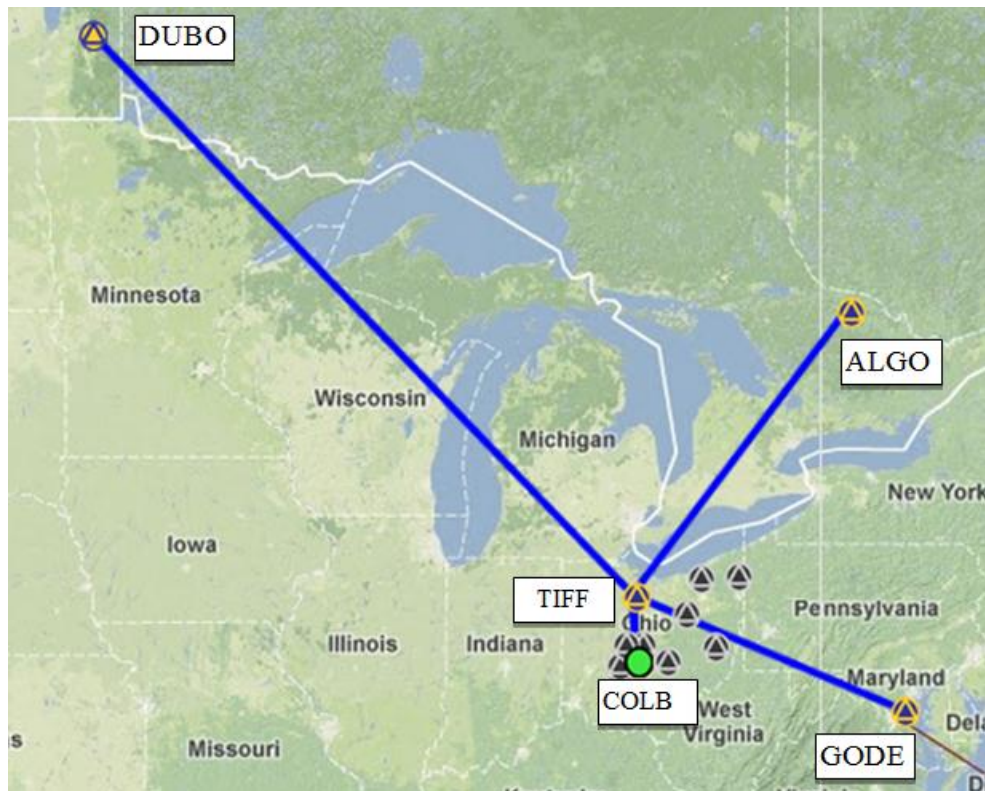 DUBO
Minnesota
ALGO
Wisconsin
Michigan
New York
Iowa
TIFF
Ohio
Pennsylvania
Illinois
Indiana
Maryland
COLB
West
Virginia
Dela
s
Missouri
GODE
D